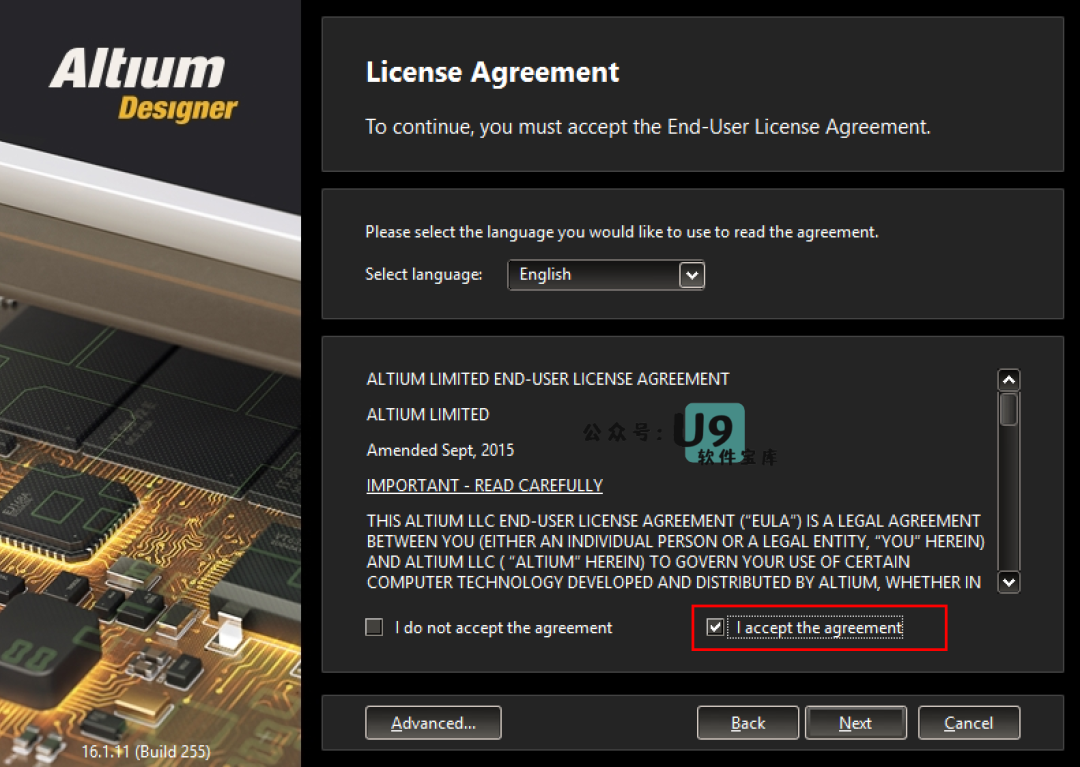 Altium
Designer
License Agreement
To continue, you must accept the End-User License Agreement.
Please select the language you would like to use to read the agreement.
Select language:
English
ALTIUM LIMITED END-USER LICENSE AGREEMENT
ALTIUM LIMITED
公众号:
U9
软件宝库
Amended Sept, 2015
IMPORTANT - READ CAREFULLY
THIS ALTIUM LLC END-USER LICENSE AGREEMENT (“EULA”) IS A LEGAL AGREEMENT
BETWEEN YOU (EITHER AN INDIVIDUAL PERSON OR A LEGAL ENTITY, “YOU” HEREIN)
AND ALTIUM LLC ( “ALTIUM” HEREIN) TO GOVERN YOUR USE OF CERTAIN
COMPUTER TECHNOLOGY DEVELOPED AND DISTRIBUTED BY ALTIUM, WHETHER IN
I do not accept the agreement
I accept the agreement
Advanced...
Back
Next
Cancel
16.1.11 (Build 255)